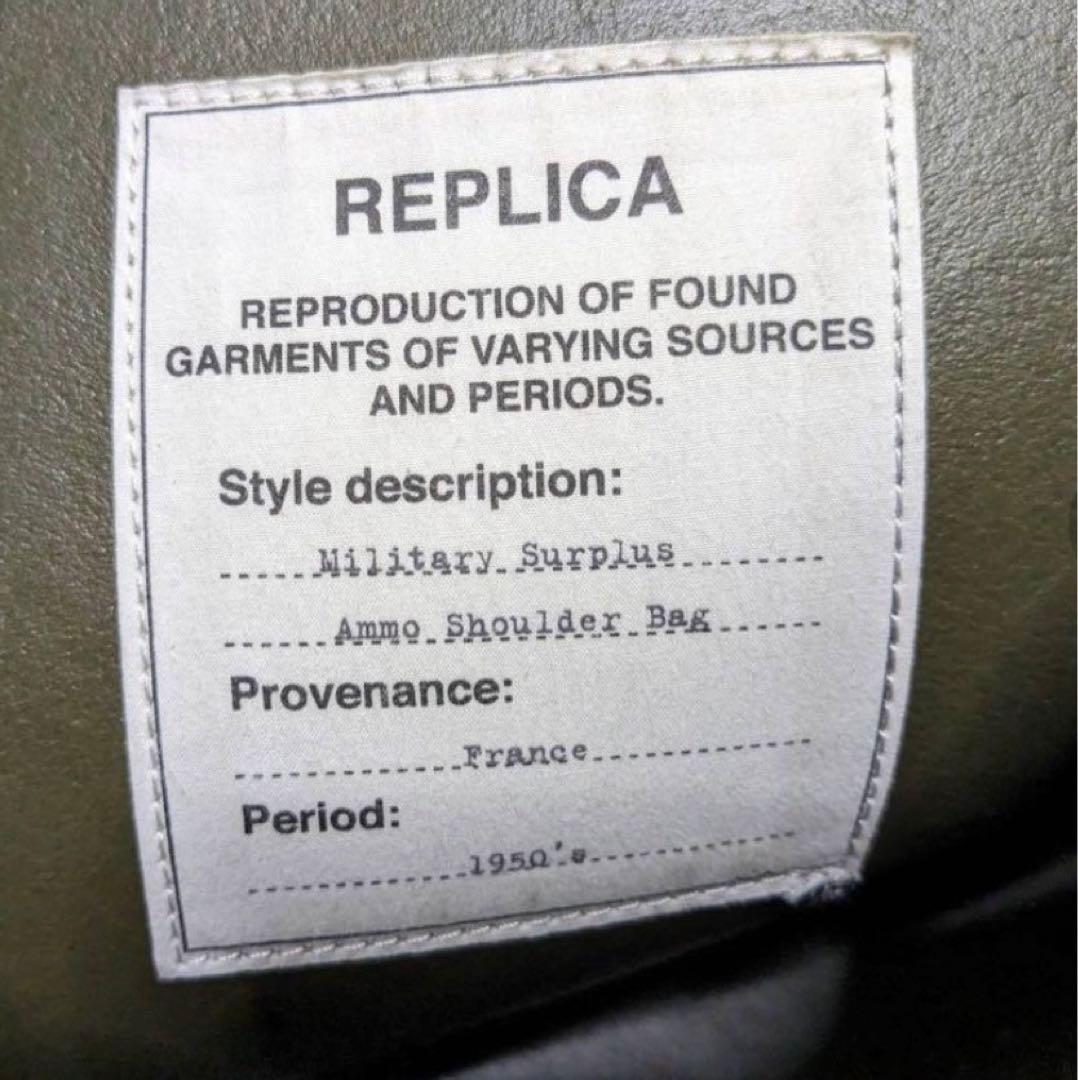 REPLICA
REPRODUCTION OF FOUND
GARMENTS OF VARYING SOURCES
AND PERIODS.
Style description:
Military Surplus
Ammo Shoulder Bag
Provenance:
France
Period:
1950's